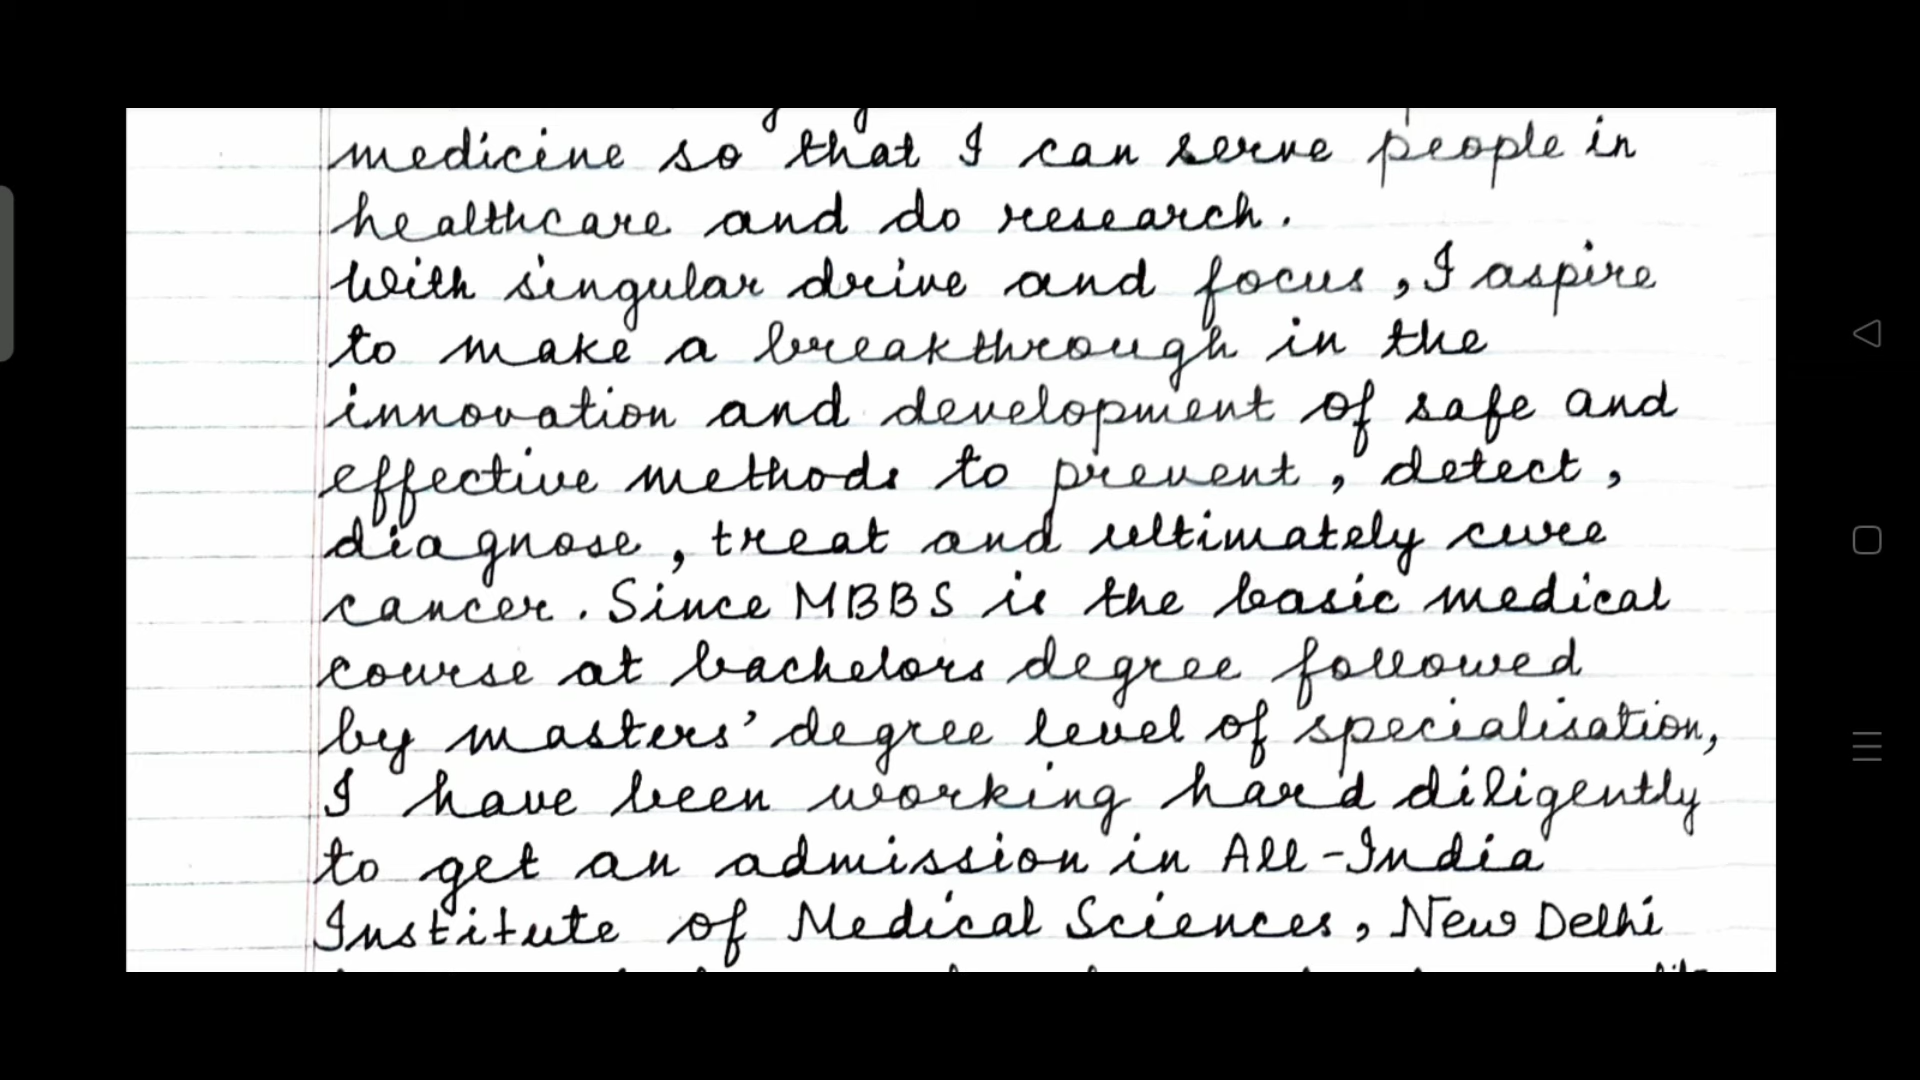 medicine so that I can serve people in
healthcare and do research.
With singular drive and focus, I aspire
to make a breakthrough in the
innovation and development of safe and
effective methods to prevent, detect,
diagnose, treat and ultimately cure
cancer. Since MBBS is the basic medical
course at bachelors degree followed
by masters' degree level of specialisation,
I have been working hard diligently
to get an admission in All-India
Institute of Medical Sciences, New Delhi